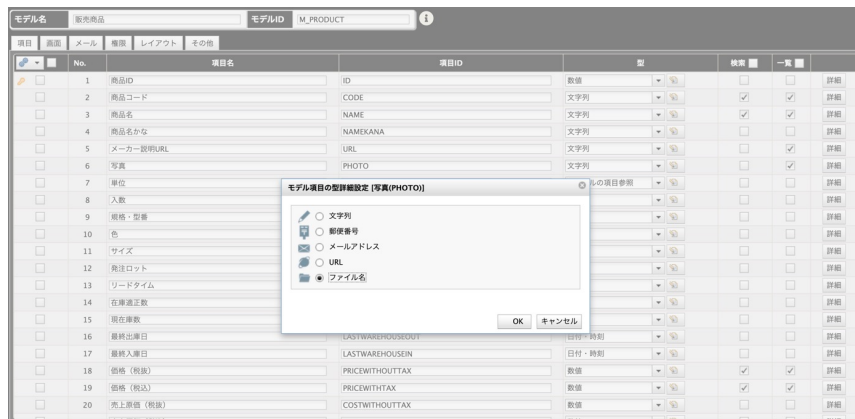 モデル名 販売商品 モデルID M_PRODUCT i
項目 画面 メール 権限 レイアウト その他
No. 項目名 項目ID 型 検索 一覧
1 商品ID ID 数値 詳細
2 商品コード CODE 文字列 詳細
3 商品名 NAME 文字列 詳細
4 商品名かな NAMEKANA 文字列 詳細
5 メーカー説明URL URL 文字列 詳細
6 写真 PHOTO 文字列 詳細
7 単位 ルの項目参照 詳細
8 入数 詳細
9 規格・型番 詳細
10 色 詳細
11 サイズ 詳細
12 発注ロット 詳細
13 リードタイム 詳細
14 在庫適正数 詳細
15 現在庫数 詳細
16 最終出庫日 LASTWAREHOUSEOUT 日付・時刻 詳細
17 最終入庫日 LASTWAREHOUSEIN 日付・時刻 詳細
18 価格（税抜） PRICEWITHOUTTAX 数値 詳細
19 価格（税込） PRICEWITHTAX 数値 詳細
20 売上原価（税抜） COSTWITHOUTTAX 数値 詳細
モデル項目の型詳細設定 [写真(PHOTO)]
文字列
郵便番号
メールアドレス
URL
ファイル名
OK キャンセル